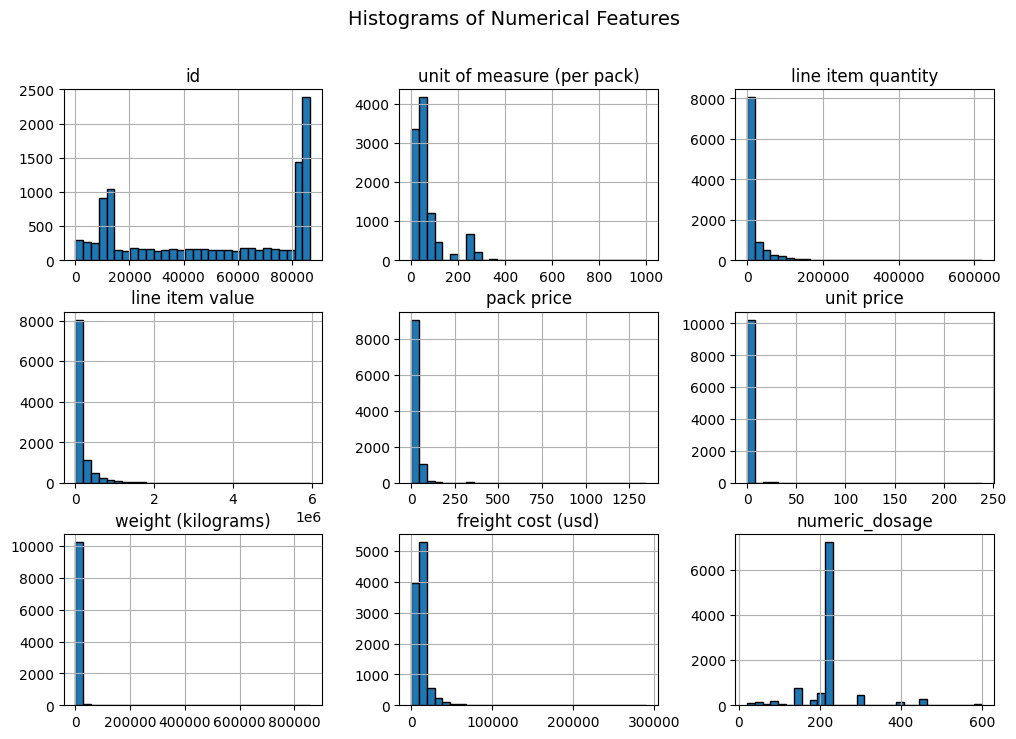 Histograms of Numerical Features
id
2500
2000
1500
1000
500
0
0 20000 40000 60000 80000
unit of measure (per pack)
4000
3000
2000
1000
0
0 200 400 600 800 1000
line item quantity
8000
6000
4000
2000
0
0 200000 400000 600000
line item value
8000
6000
4000
2000
0
0 2 4 6
1e6
pack price
8000
6000
4000
2000
0
0 250 500 750 1000 1250
unit price
10000
8000
6000
4000
2000
0
0 50 100 150 200 250
weight (kilograms)
10000
8000
6000
4000
2000
0
0 200000 400000 600000 800000
freight cost (usd)
5000
4000
3000
2000
1000
0
0 100000 200000 300000
numeric_dosage
6000
4000
2000
0
0 200 400 600